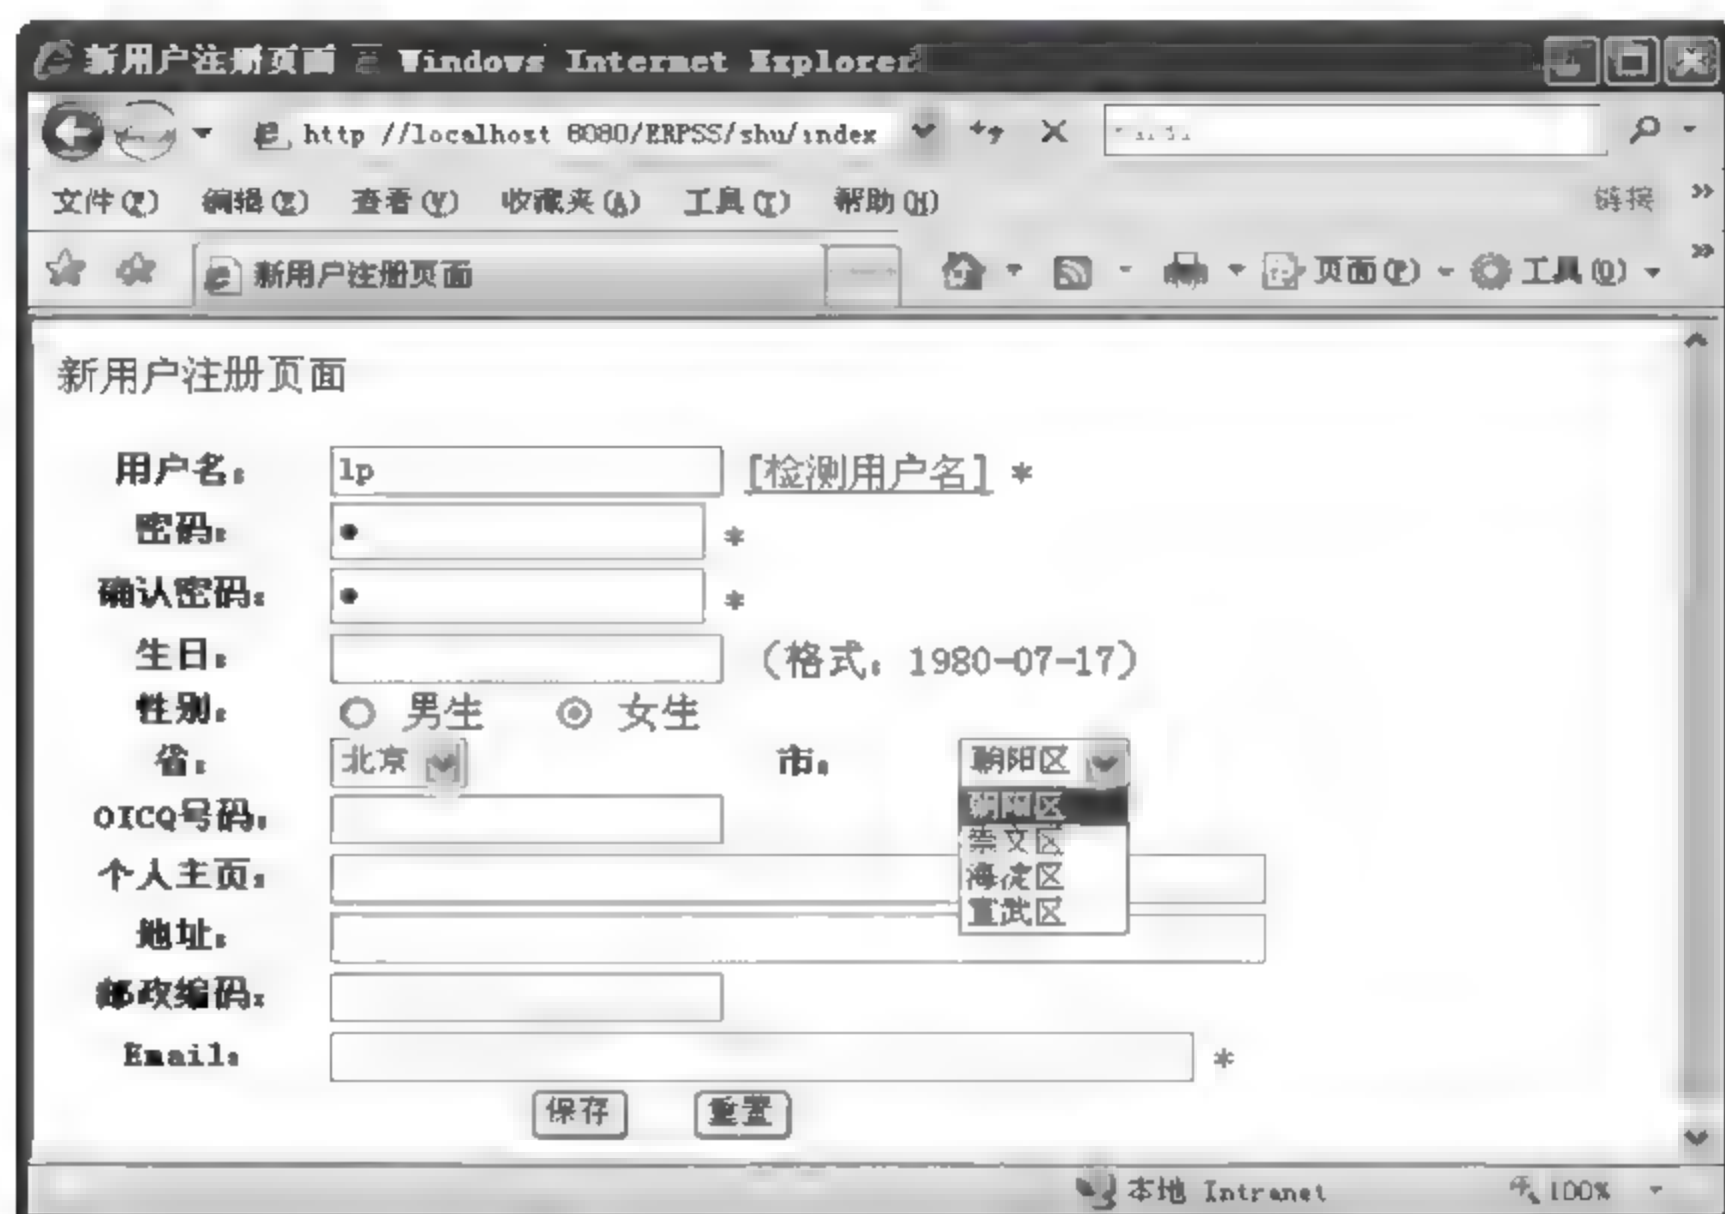 新用户注册页面 - Windows Internet Explorer
http //localhost 8080/ERPSS/shu/index
文件(F) 编辑(E) 查看(V) 收藏夹(A) 工具(T) 帮助(H) 链接 »
新用户注册页面 页面(P) 工具(O) »
新用户注册页面
用户名: lp [检测用户名] *
密码: ● *
确认密码: ● *
生日: (格式: 1980-07-17)
性别: 男生 女生
省: 北京 市: 朝阳区
朝阳区
崇文区
海淀区
宣武区
OICQ号码:
个人主页:
地址:
邮政编码:
Email: *
保存 重置
本地 Intranet 100%